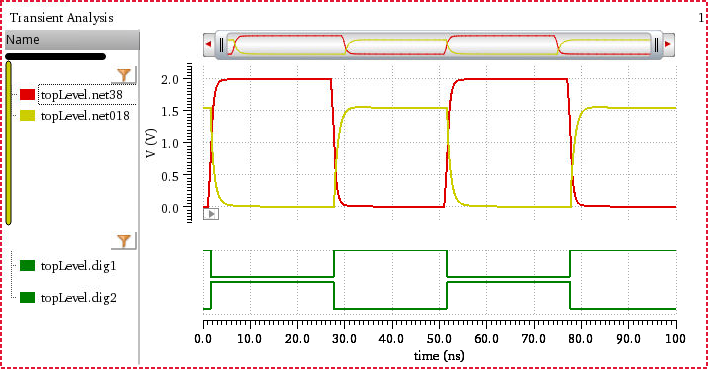 Transient Analysis 1
Name
topLevel.net38
topLevel.net018
V (V)
2.0
1.5
1.0
0.5
0.0
topLevel.dig1
topLevel.dig2
0.0 10.0 20.0 30.0 40.0 50.0 60.0 70.0 80.0 90.0 100
time (ns)